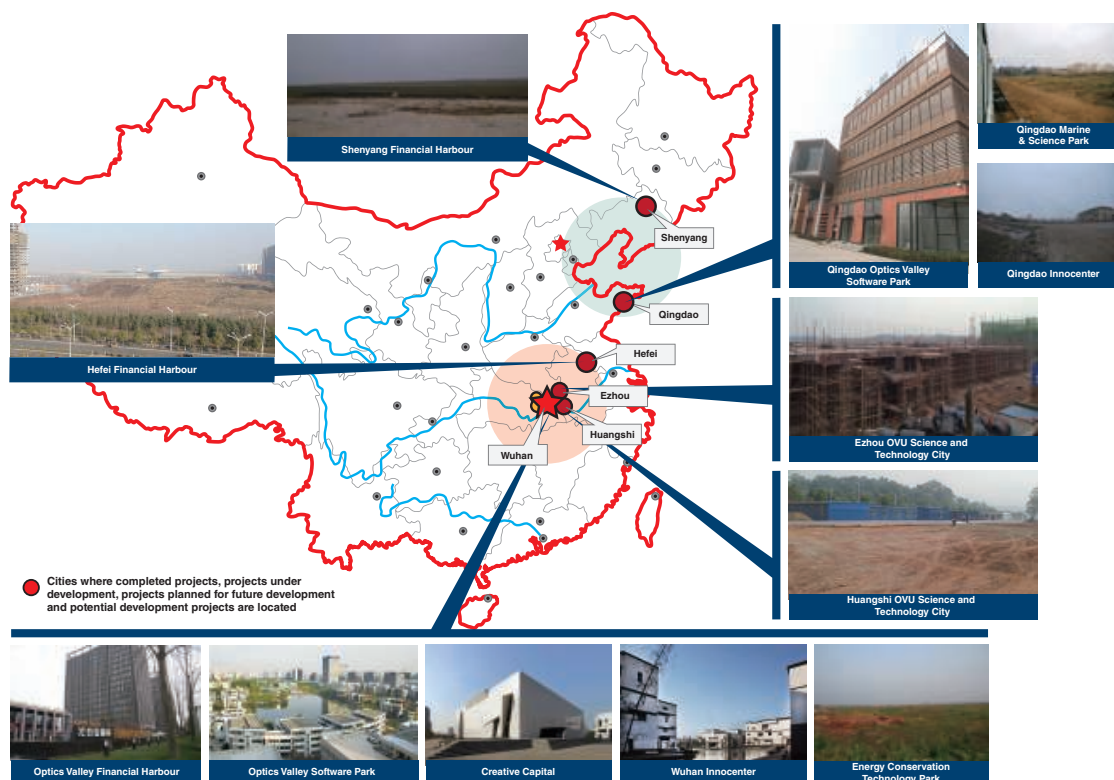 Shenyang Financial Harbour
Qingdao Marine
& Science Park
Qingdao Optics Valley
Software Park
Qingdao Innocenter
Shenyang
Qingdao
Hefei Financial Harbour
Hefei
Ezhou
Huangshi
Wuhan
Ezhou OVU Science and
Technology City
Huangshi OVU Science and
Technology City
Cities where completed projects, projects under
development, projects planned for future development
and potential development projects are located
Optics Valley Financial Harbour
Optics Valley Software Park
Creative Capital
Wuhan Innocenter
Energy Conservation
Technology Park